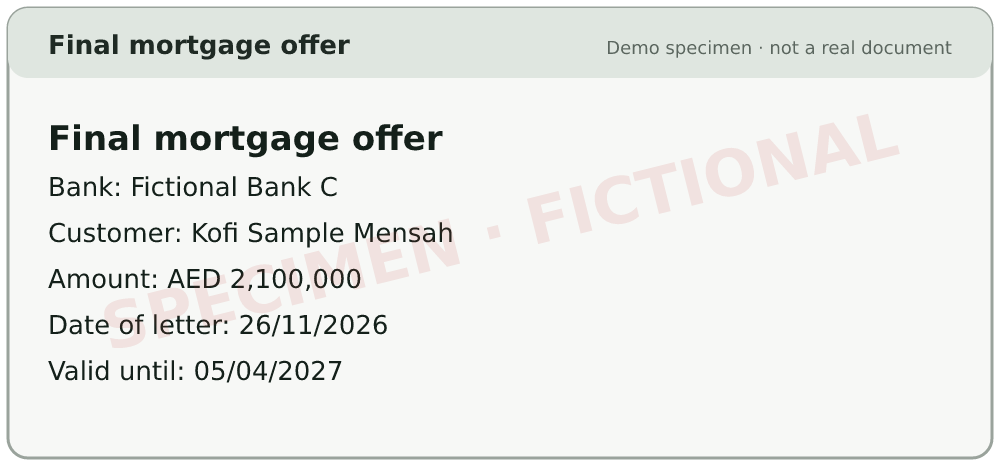 Final mortgage offer
Demo specimen · not a real document
Final mortgage offer
Bank: Fictional Bank C
Customer: Kofi Sample Mensah
Amount: AED 2,100,000
Date of letter: 26/11/2026
Valid until: 05/04/2027
SPECIMEN · FICTIONAL